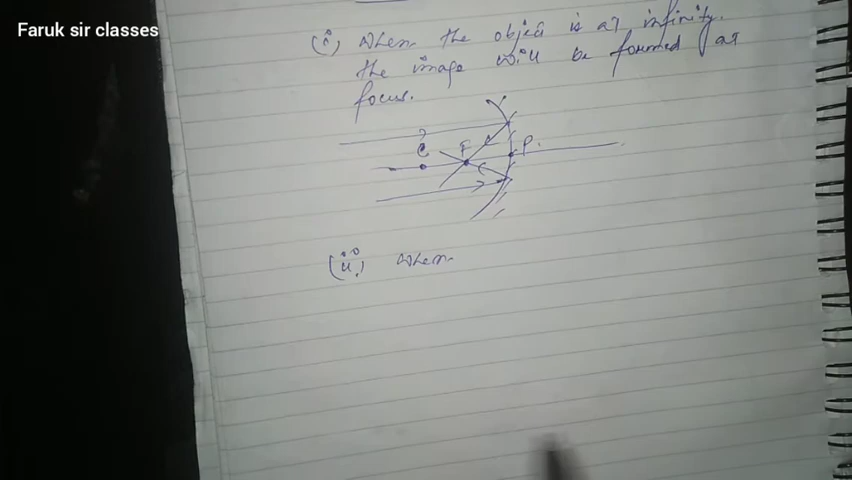 Faruk sir classes
(i) When the object is at infinity.
the image will be formed at
focus.
C F P.
(ii) When